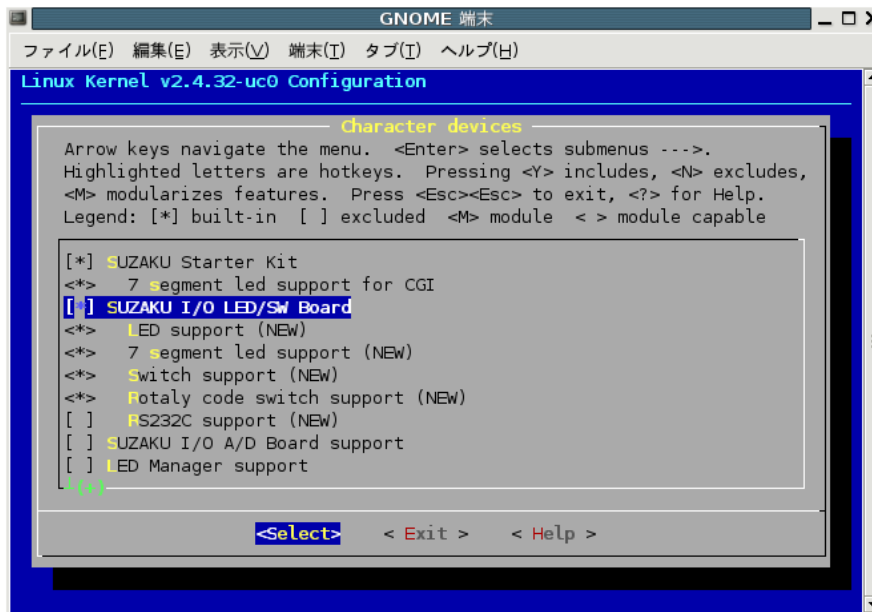 GNOME 端末
ファイル(F) 編集(E) 表示(V) 端末(T) タブ(T) ヘルプ(H)
Linux Kernel v2.4.32-uc0 Configuration
Character devices
Arrow keys navigate the menu.  <Enter> selects submenus --->.
Highlighted letters are hotkeys.  Pressing <Y> includes, <N> excludes,
<M> modularizes features.  Press <Esc><Esc> to exit, <?> for Help.
Legend: [*] built-in  [ ] excluded  <M> module  < > module capable
[*] SUZAKU Starter Kit
<*>   7 segment led support for CGI
[*] SUZAKU I/O LED/SW Board
<*>   LED support (NEW)
<*>   7 segment led support (NEW)
<*>   Switch support (NEW)
<*>   Rotaly code switch support (NEW)
[ ]   RS232C support (NEW)
[ ] SUZAKU I/O A/D Board support
[ ] LED Manager support
(+)
<Select>    < Exit >    < Help >